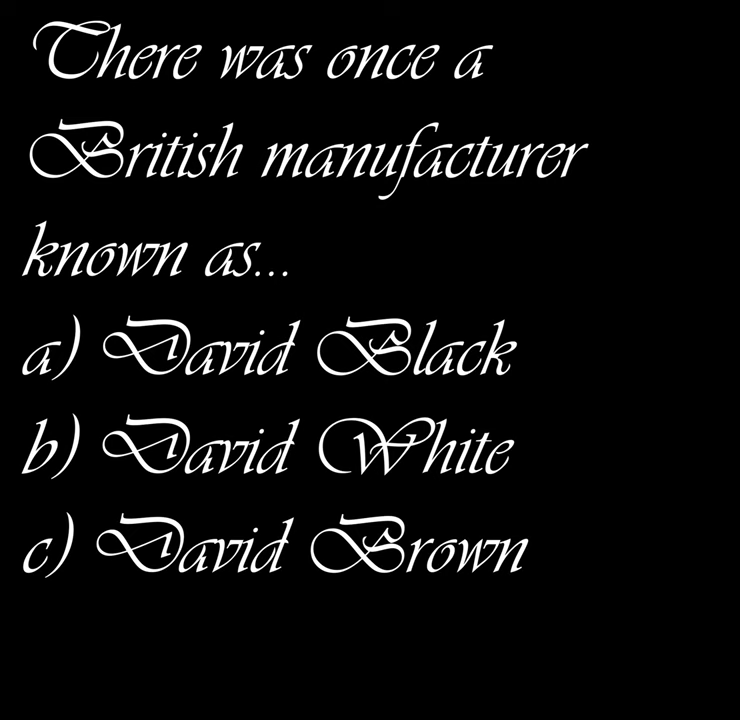 There was once a
British manufacturer
known as...
a) David Black
b) David White
c) David Brown